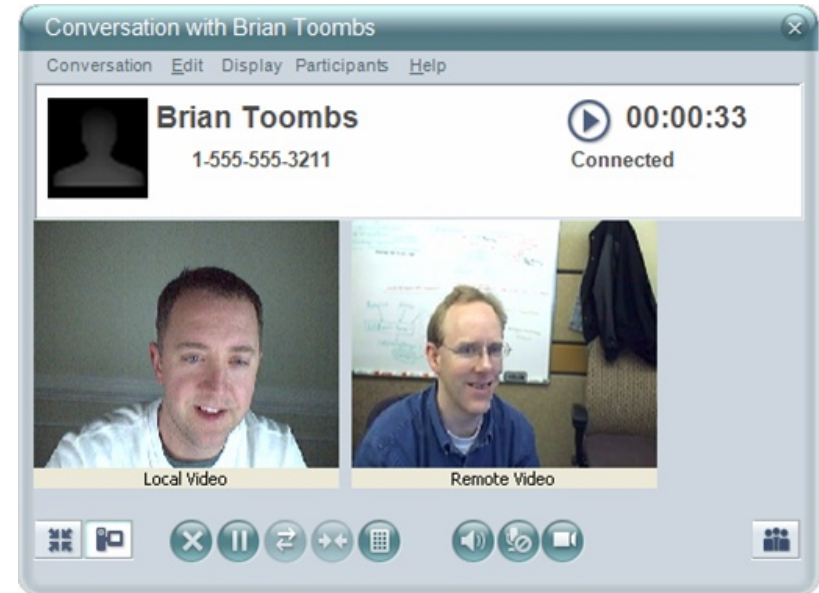 Conversation with Brian Toombs
Conversation Edit Display Participants Help
Brian Toombs
00:00:33
1-555-555-3211
Connected
Local Video
Remote Video